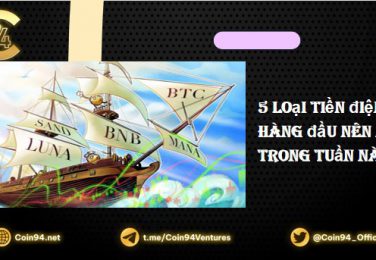 5 LOẠI TIỀN ĐIỆ
HÀNG ĐẦU NÊN
TRONG TUẦN NÀ
BTC
SAND
BNB
MANA
LUNA
Coin94.net
t.me/Coin94Ventures
@Coin94_Offic